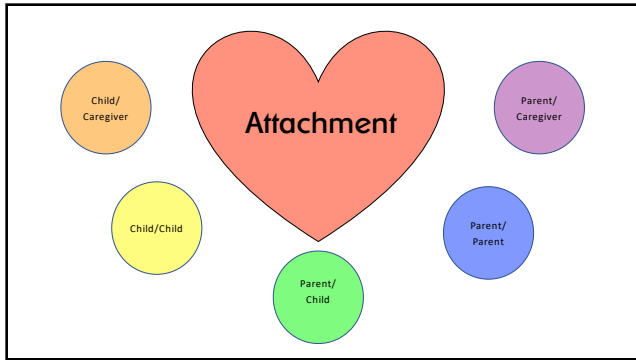 Attachment
Child/
Caregiver
Parent/
Caregiver
Child/Child
Parent/
Parent
Parent/
Child